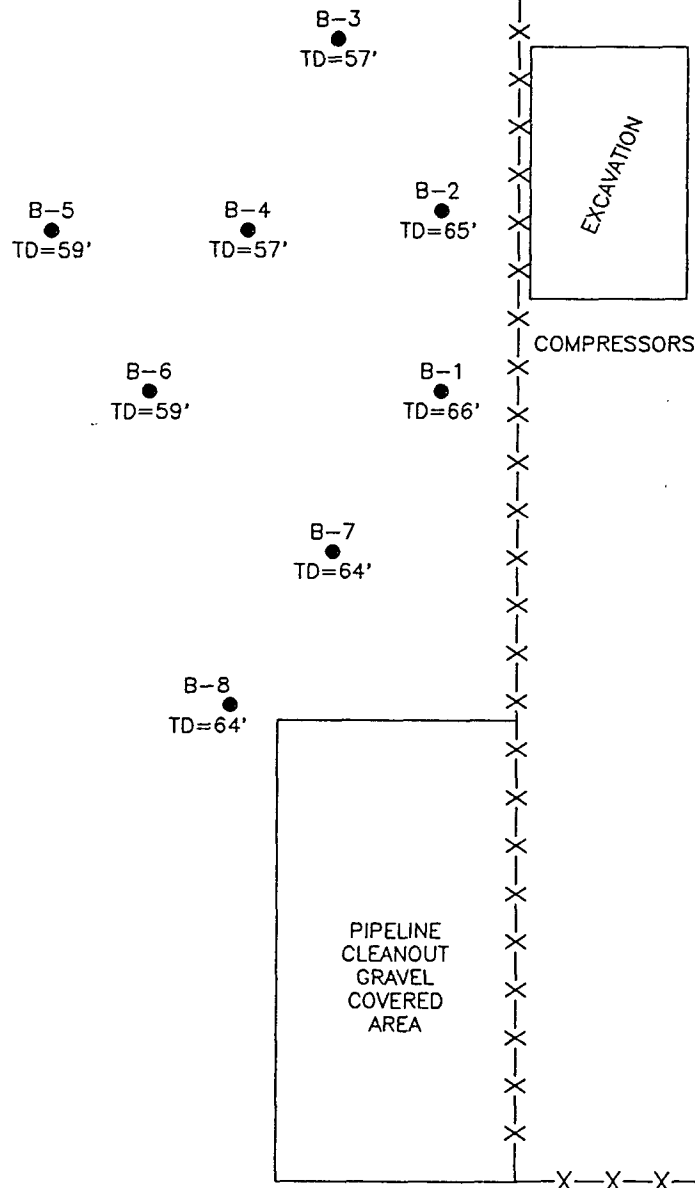 B-3
TD=57'
EXCAVATION
B-5
TD=59'
B-4
TD=57'
B-2
TD=65'
COMPRESSORS
B-6
TD=59'
B-1
TD=66'
B-7
TD=64'
B-8
TD=64'
PIPELINE
CLEANOUT
GRAVEL
COVERED
AREA